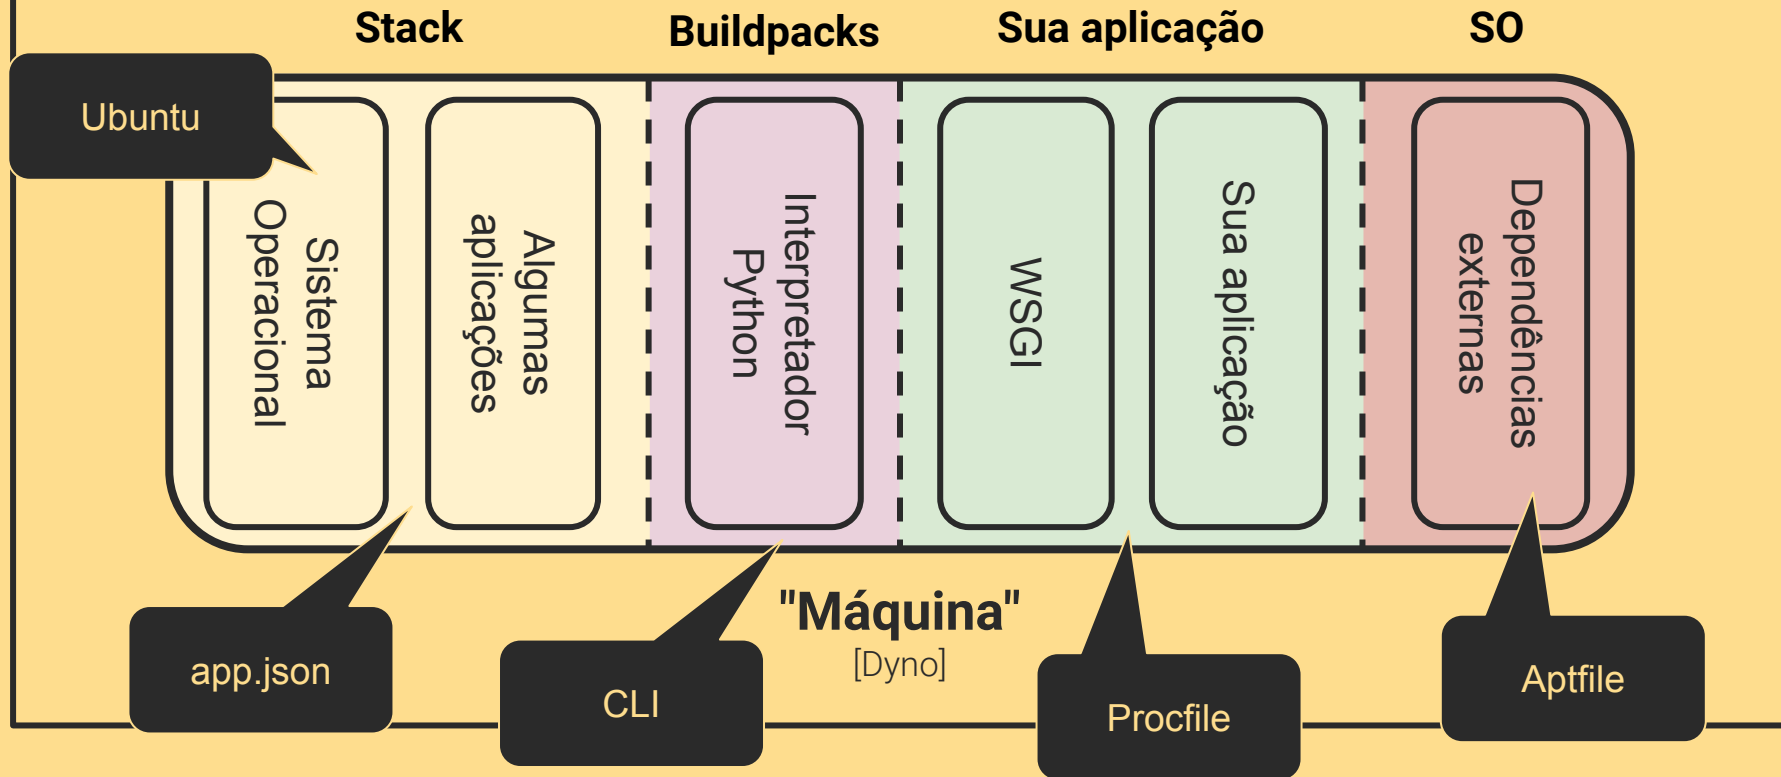 Stack
Buildpacks
Sua aplicação
SO
Ubuntu
Sistema
Operacional
Algumas
aplicações
Interpretador
Python
WSGI
Sua aplicação
Dependências
externas
"Máquina"
[Dyno]
app.json
CLI
Procfile
Aptfile